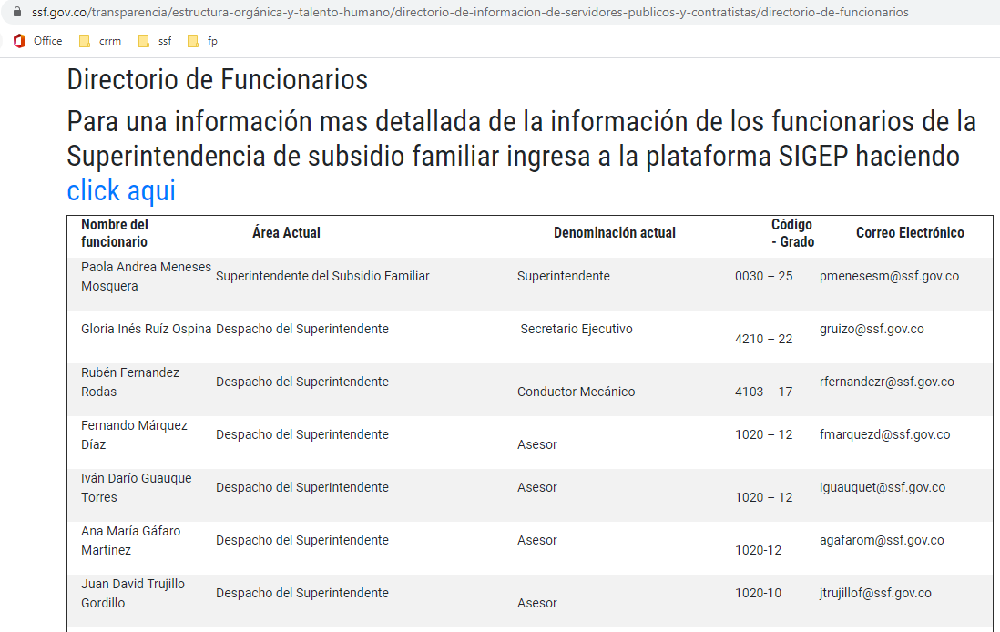 ssf.gov.co/transparencia/estructura-orgánica-y-talento-humano/directorio-de-informacion-de-servidores-publicos-y-contratistas/directorio-de-funcionarios
Office crrm ssf fp
Directorio de Funcionarios
Para una información mas detallada de la información de los funcionarios de la
Superintendencia de subsidio familiar ingresa a la plataforma SIGEP haciendo
click aqui
Nombre del
funcionario
Área Actual
Denominación actual
Código
- Grado
Correo Electrónico
Paola Andrea Meneses
Mosquera
Superintendente del Subsidio Familiar
Superintendente
0030 – 25
pmenesesm@ssf.gov.co
Gloria Inés Ruíz Ospina
Despacho del Superintendente
Secretario Ejecutivo
4210 – 22
gruizo@ssf.gov.co
Rubén Fernandez
Rodas
Despacho del Superintendente
Conductor Mecánico
4103 – 17
rfernandezr@ssf.gov.co
Fernando Márquez
Díaz
Despacho del Superintendente
Asesor
1020 – 12
fmarquezd@ssf.gov.co
Iván Darío Guauque
Torres
Despacho del Superintendente
Asesor
1020 – 12
iguauquet@ssf.gov.co
Ana María Gáfaro
Martínez
Despacho del Superintendente
Asesor
1020-12
agafarom@ssf.gov.co
Juan David Trujillo
Gordillo
Despacho del Superintendente
Asesor
1020-10
jtrujillof@ssf.gov.co